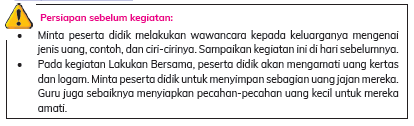 Persiapan sebelum kegiatan:
• Minta peserta didik melakukan wawancara kepada keluarganya mengenai
jenis uang, contoh, dan ciri-cirinya. Sampaikan kegiatan ini di hari sebelumnya.
• Pada kegiatan Lakukan Bersama, peserta didik akan mengamati uang kertas
dan logam. Minta peserta didik untuk menyimpan sebagian uang jajan mereka.
Guru juga sebaiknya menyiapkan pecahan-pecahan uang kecil untuk mereka
amati.